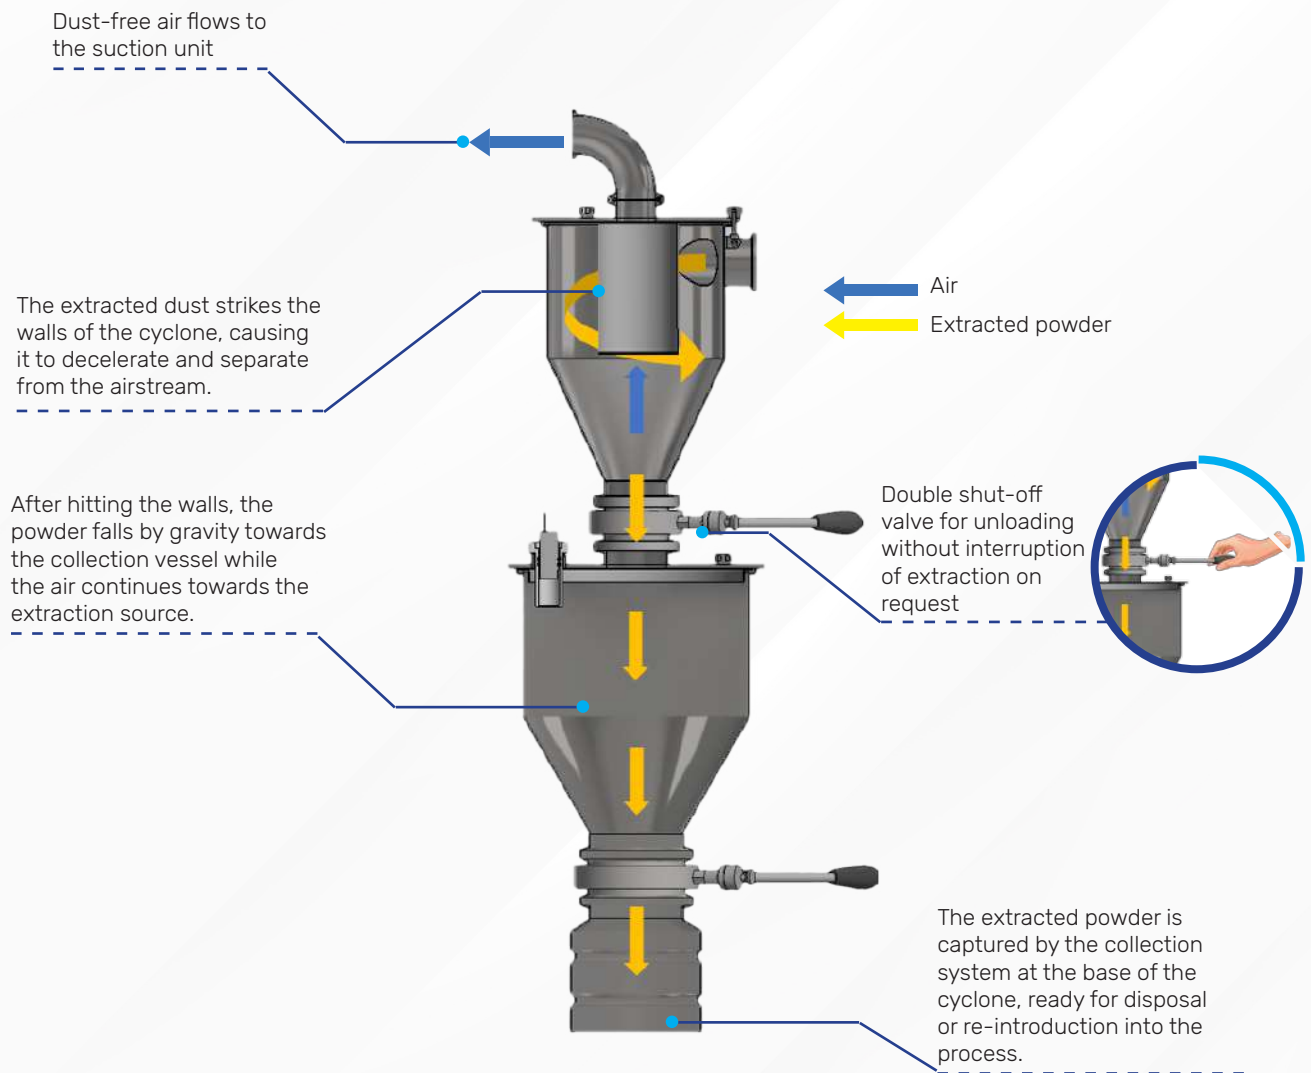 Dust-free air flows to
the suction unit
The extracted dust strikes the
walls of the cyclone, causing
it to decelerate and separate
from the airstream.
Air
Extracted powder
After hitting the walls, the
powder falls by gravity towards
the collection vessel while
the air continues towards the
extraction source.
Double shut-off
valve for unloading
without interruption
of extraction on
request
The extracted powder is
captured by the collection
system at the base of the
cyclone, ready for disposal
or re-introduction into the
process.